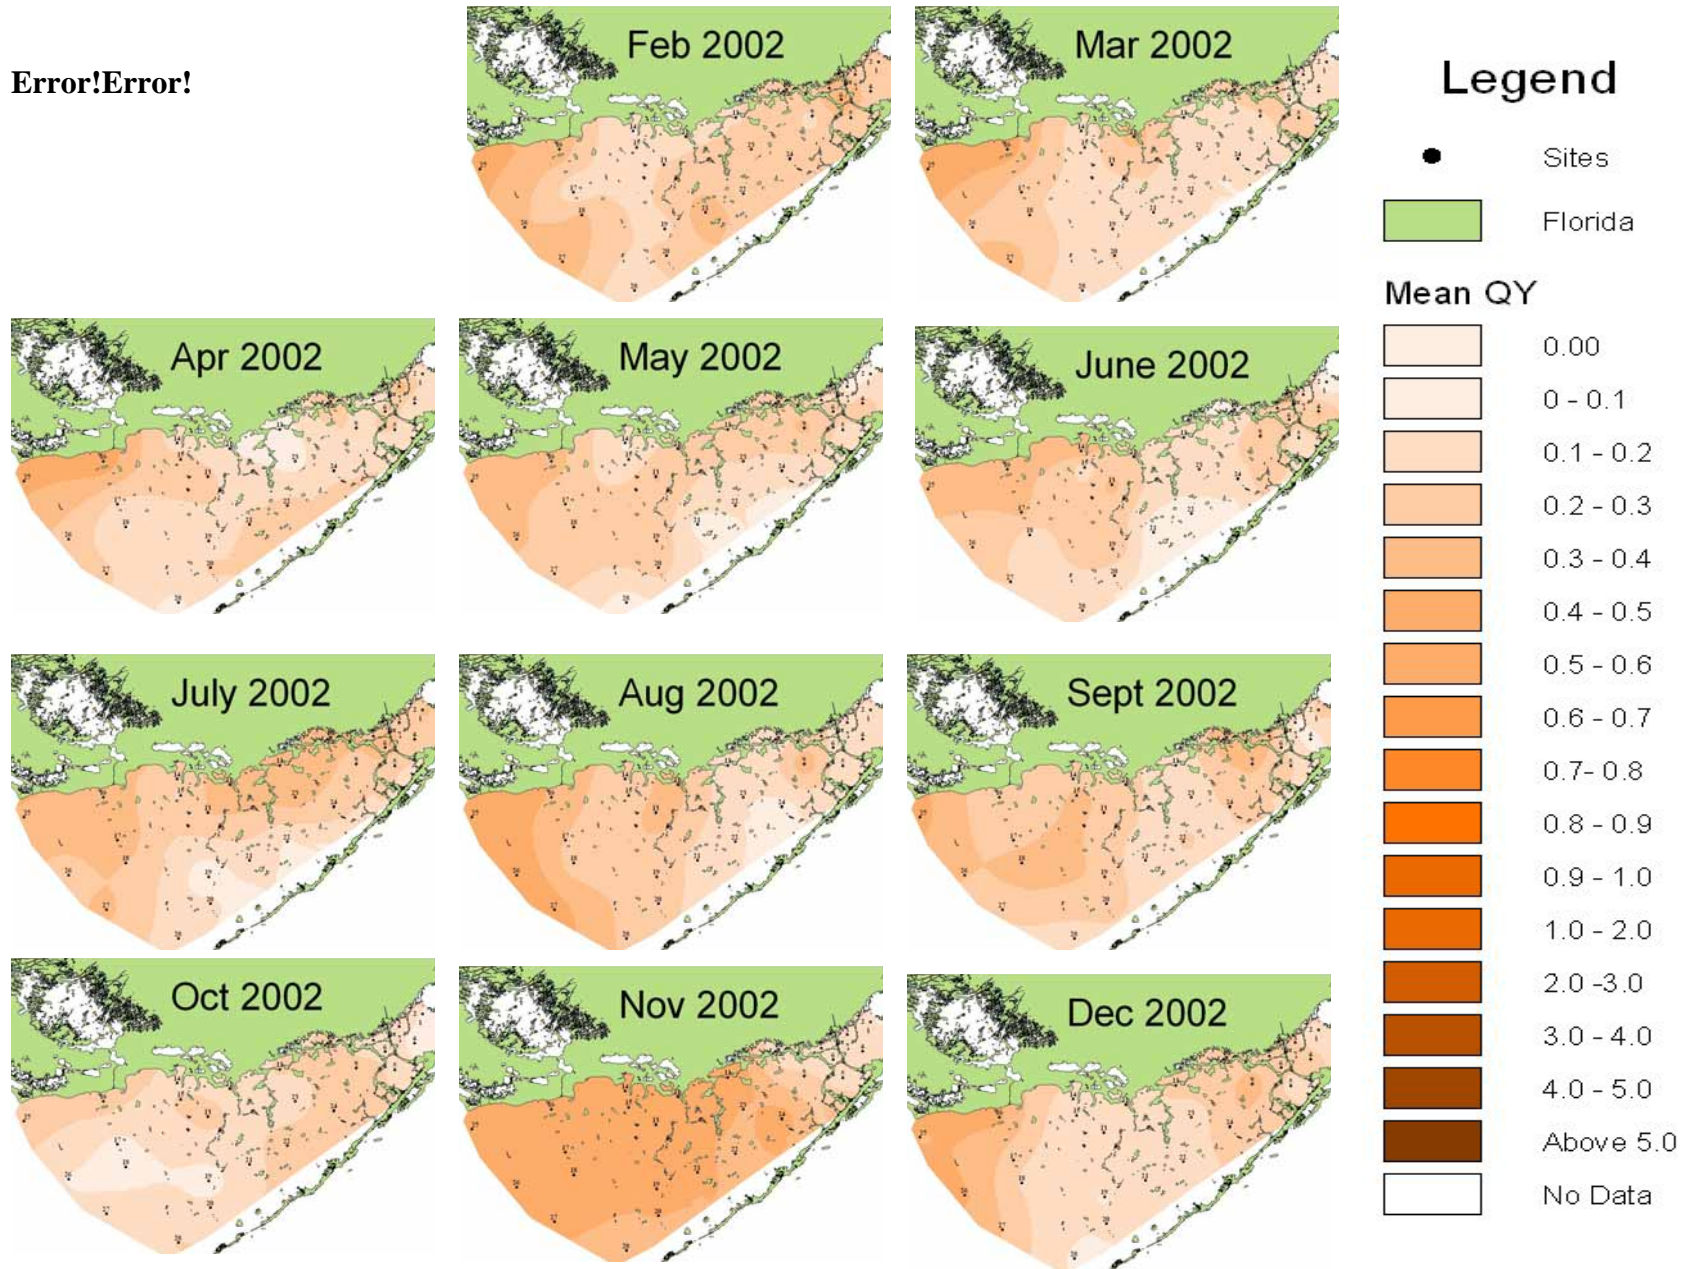 Error!Error!
Feb 2002
Mar 2002
Apr 2002
May 2002
June 2002
July 2002
Aug 2002
Sept 2002
Oct 2002
Nov 2002
Dec 2002
Legend
Sites
Florida
Mean QY
0.00
0 - 0.1
0.1 - 0.2
0.2 - 0.3
0.3 - 0.4
0.4 - 0.5
0.5 - 0.6
0.6 - 0.7
0.7- 0.8
0.8 - 0.9
0.9 - 1.0
1.0 - 2.0
2.0 -3.0
3.0 - 4.0
4.0 - 5.0
Above 5.0
No Data